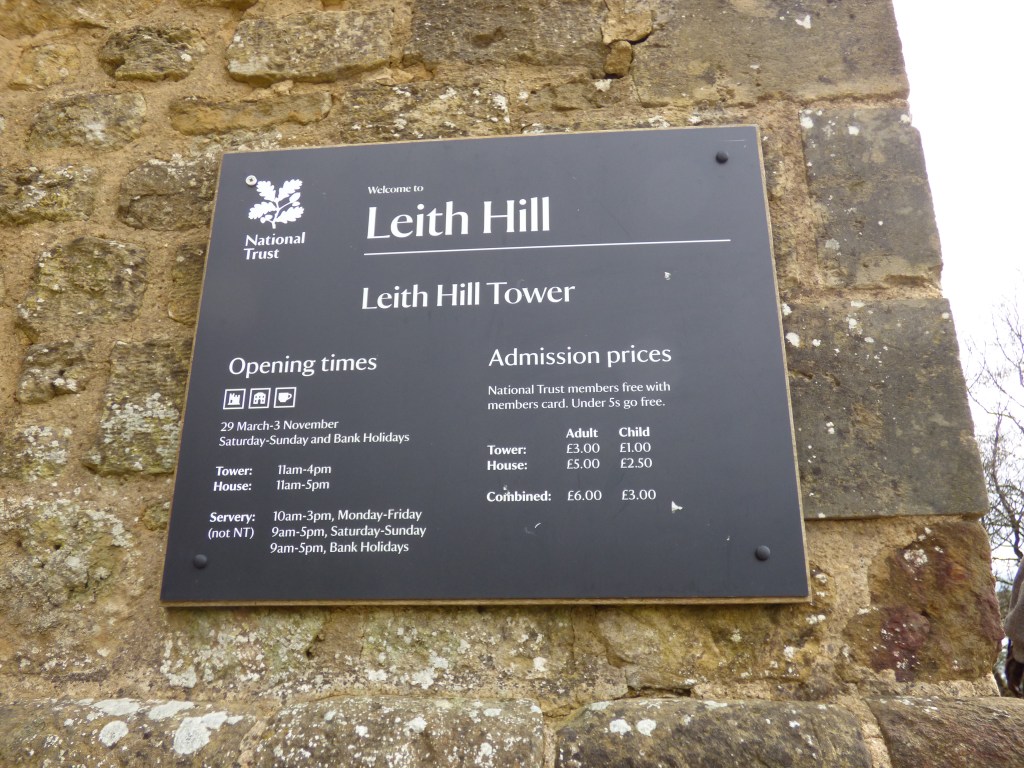 National
Trust
Welcome to
Leith Hill
Leith Hill Tower
Opening times
29 March-3 November
Saturday-Sunday and Bank Holidays
Tower: 11am-4pm
House: 11am-5pm
Servery: 10am-3pm, Monday-Friday
(not NT) 9am-5pm, Saturday-Sunday
9am-5pm, Bank Holidays
Admission prices
National Trust members free with
members card. Under 5s go free.
Adult Child
Tower: £3.00 £1.00
House: £5.00 £2.50
Combined: £6.00 £3.00